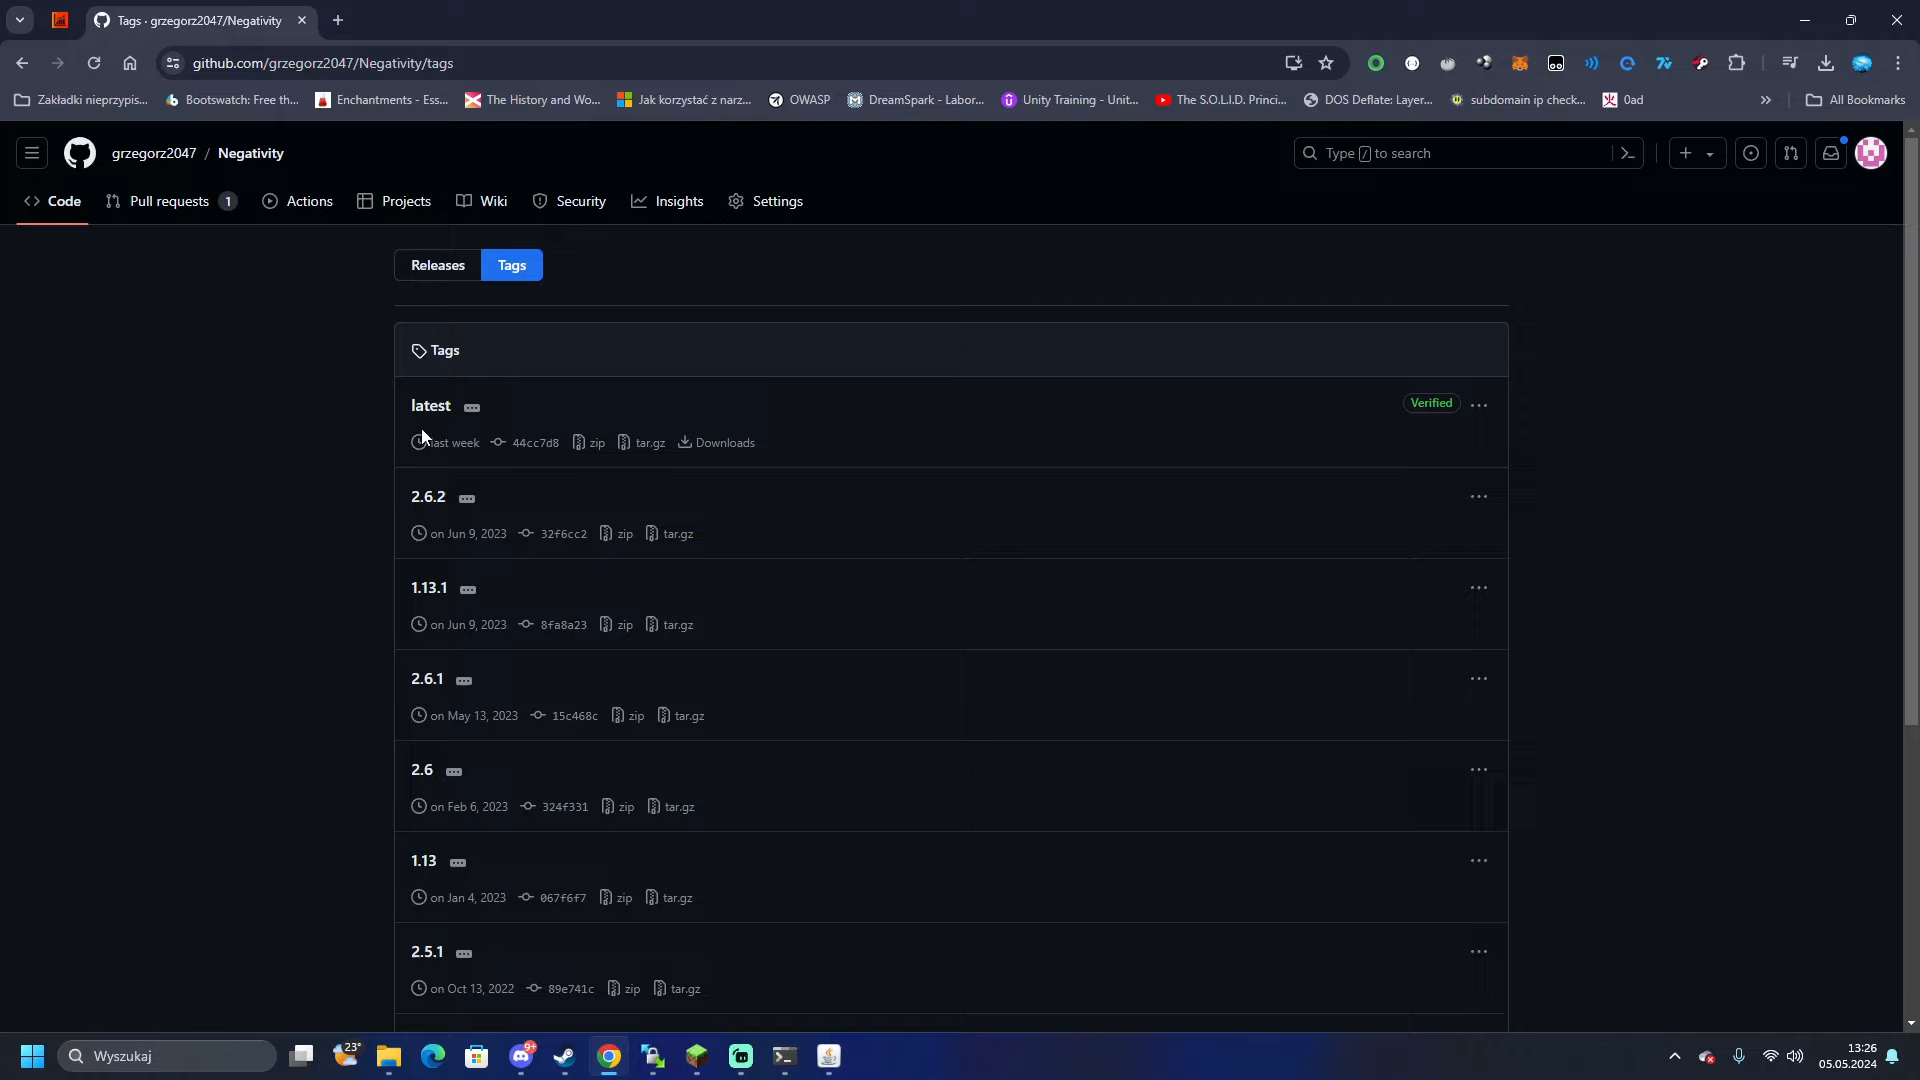 Tags · grzegorz2047/Negativity
github.com/grzegorz2047/Negativity/tags
Zakładki nieprzypis... Bootswatch: Free th... Enchantments - Ess... The History and Wo... Jak korzystać z narz... OWASP DreamSpark - Labor... Unity Training - Unit... The S.O.L.I.D. Princi... DOS Deflate: Layer... subdomain ip check... 0ad » All Bookmarks
grzegorz2047 / Negativity Type / to search
Code Pull requests 1 Actions Projects Wiki Security Insights Settings
Releases Tags
Tags
latest Verified
last week 44cc7d8 zip tar.gz Downloads
2.6.2
on Jun 9, 2023 32f6cc2 zip tar.gz
1.13.1
on Jun 9, 2023 8fa8a23 zip tar.gz
2.6.1
on May 13, 2023 15c468c zip tar.gz
2.6
on Feb 6, 2023 324f331 zip tar.gz
1.13
on Jan 4, 2023 067f6f7 zip tar.gz
2.5.1
on Oct 13, 2022 89e741c zip tar.gz
Wyszukaj 23° 9+ 13:26
05.05.2024